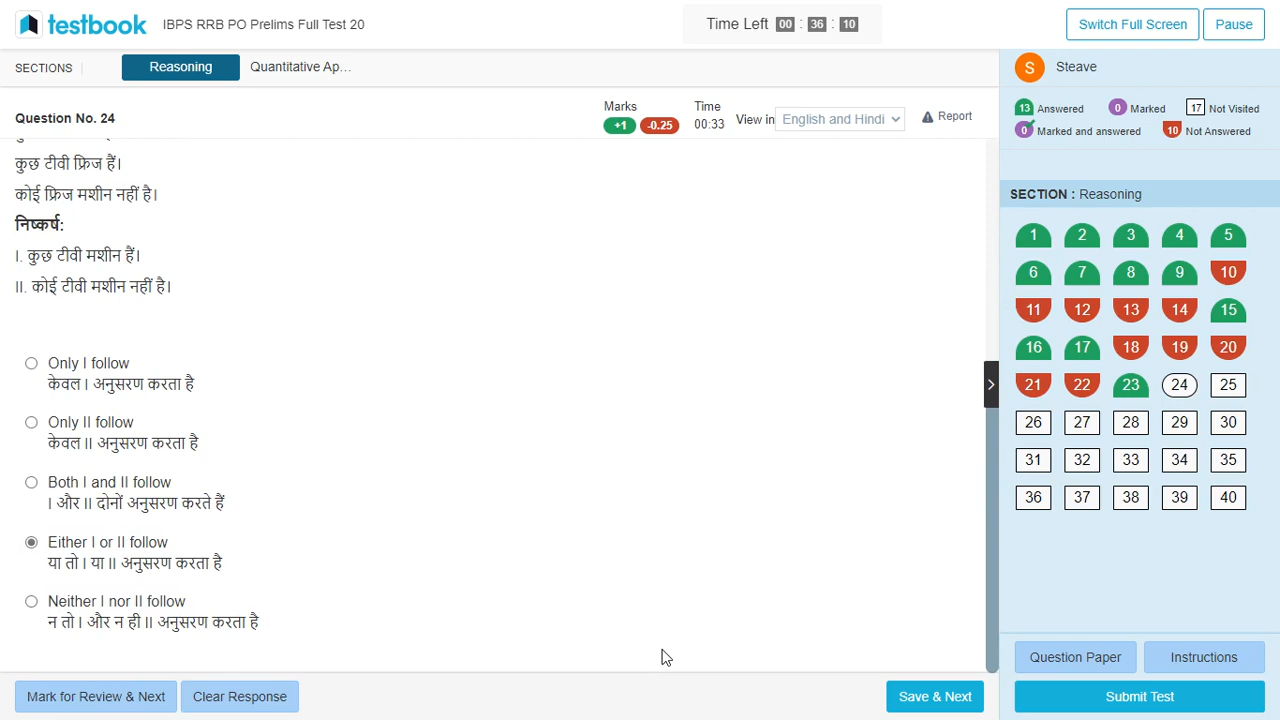 testbook
IBPS RRB PO Prelims Full Test 20
Time Left 00 : 36 : 10
Switch Full Screen
Pause
SECTIONS
Reasoning
Quantitative Ap...
S
Steave
Question No. 24
Marks
+1 -0.25
Time
00:33
View in English and Hindi
Report
13 Answered
0 Marked
17 Not Visited
0 Marked and answered
10 Not Answered
कुछ टीवी फ्रिज हैं।
कोई फ्रिज मशीन नहीं है।
निष्कर्ष:
I. कुछ टीवी मशीन हैं।
II. कोई टीवी मशीन नहीं है।
Only I follow
केवल I अनुसरण करता है
Only II follow
केवल II अनुसरण करता है
Both I and II follow
I और II दोनों अनुसरण करते हैं
Either I or II follow
या तो I या II अनुसरण करता है
Neither I nor II follow
न तो I और न ही II अनुसरण करता है
SECTION : Reasoning
1 2 3 4 5
6 7 8 9 10
11 12 13 14 15
16 17 18 19 20
21 22 23 24 25
26 27 28 29 30
31 32 33 34 35
36 37 38 39 40
Mark for Review & Next
Clear Response
Save & Next
Question Paper
Instructions
Submit Test